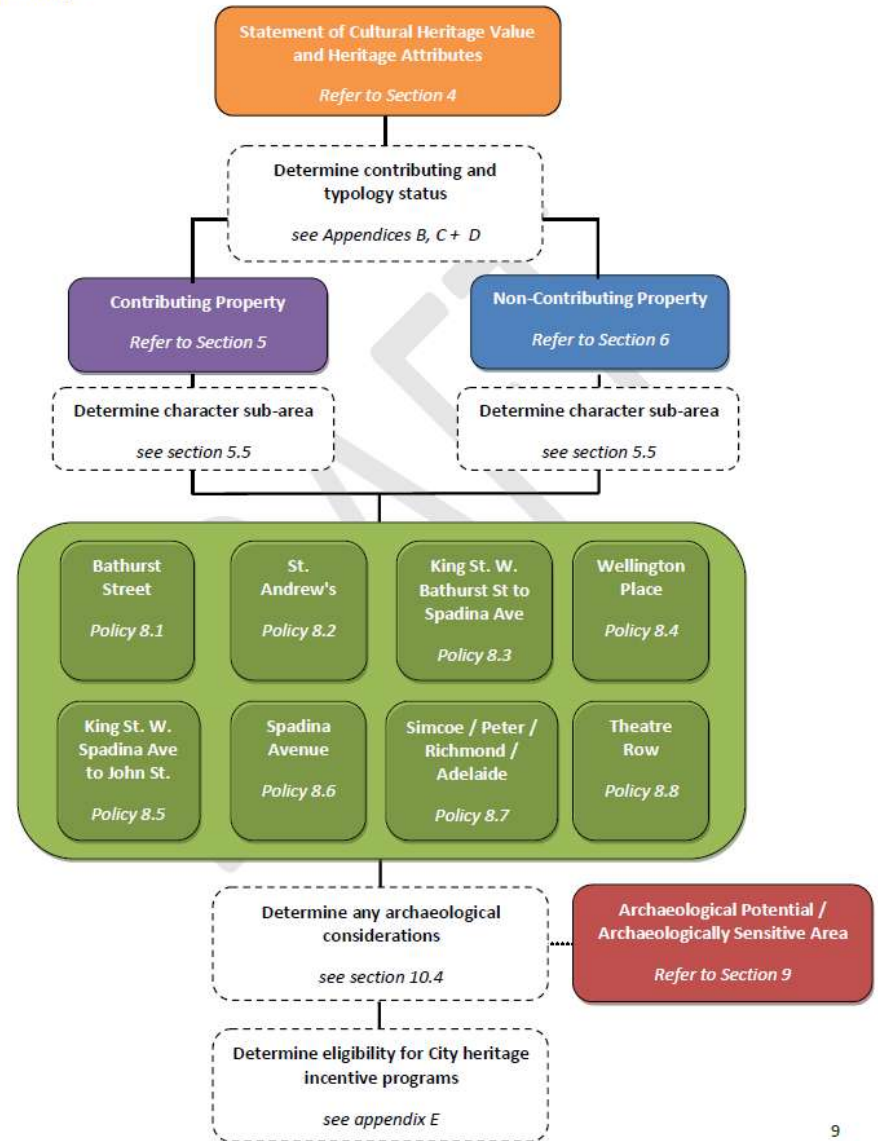 Statement of Cultural Heritage Value
and Heritage Attributes
Refer to Section 4
Determine contributing and
typology status
see Appendices B, C + D
Contributing Property
Refer to Section 5
Non-Contributing Property
Refer to Section 6
Determine character sub-area
see section 5.5
Determine character sub-area
see section 5.5
Bathurst
Street
Policy 8.1
St.
Andrew's
Policy 8.2
King St. W.
Bathurst St to
Spadina Ave
Policy 8.3
Wellington
Place
Policy 8.4
King St. W.
Spadina Ave
to John St.
Policy 8.5
Spadina
Avenue
Policy 8.6
Simcoe / Peter /
Richmond /
Adelaide
Policy 8.7
Theatre
Row
Policy 8.8
Determine any archaeological
considerations
see section 10.4
Archaeological Potential /
Archaeologically Sensitive Area
Refer to Section 9
Determine eligibility for City heritage
incentive programs
see appendix E
9
DRAFT